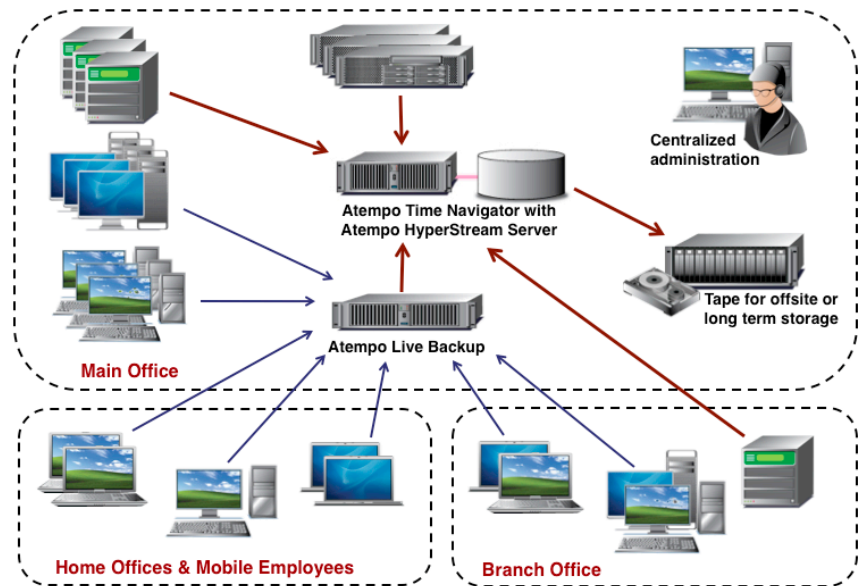 Centralized
administration
Atempo Time Navigator with
Atempo HyperStream Server
Tape for offsite or
long term storage
Atempo Live Backup
Main Office
Home Offices & Mobile Employees
Branch Office